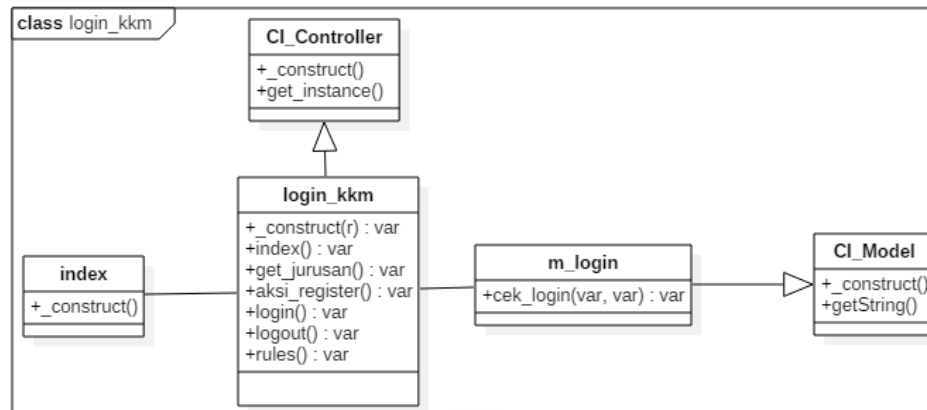 class login_kkm
CI_Controller
+_construct()
+get_instance()
login_kkm
+_construct(r) : var
+index() : var
+get_jurusan() : var
+aksi_register() : var
+login() : var
+logout() : var
+rules() : var
index
+_construct()
m_login
+cek_login(var, var) : var
CI_Model
+_construct()
+getString()